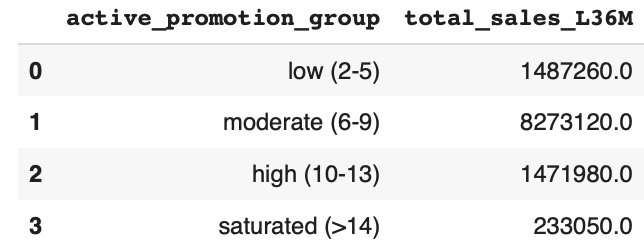 active_promotion_group total_sales_L36M
0 low (2-5) 1487260.0
1 moderate (6-9) 8273120.0
2 high (10-13) 1471980.0
3 saturated (>14) 233050.0